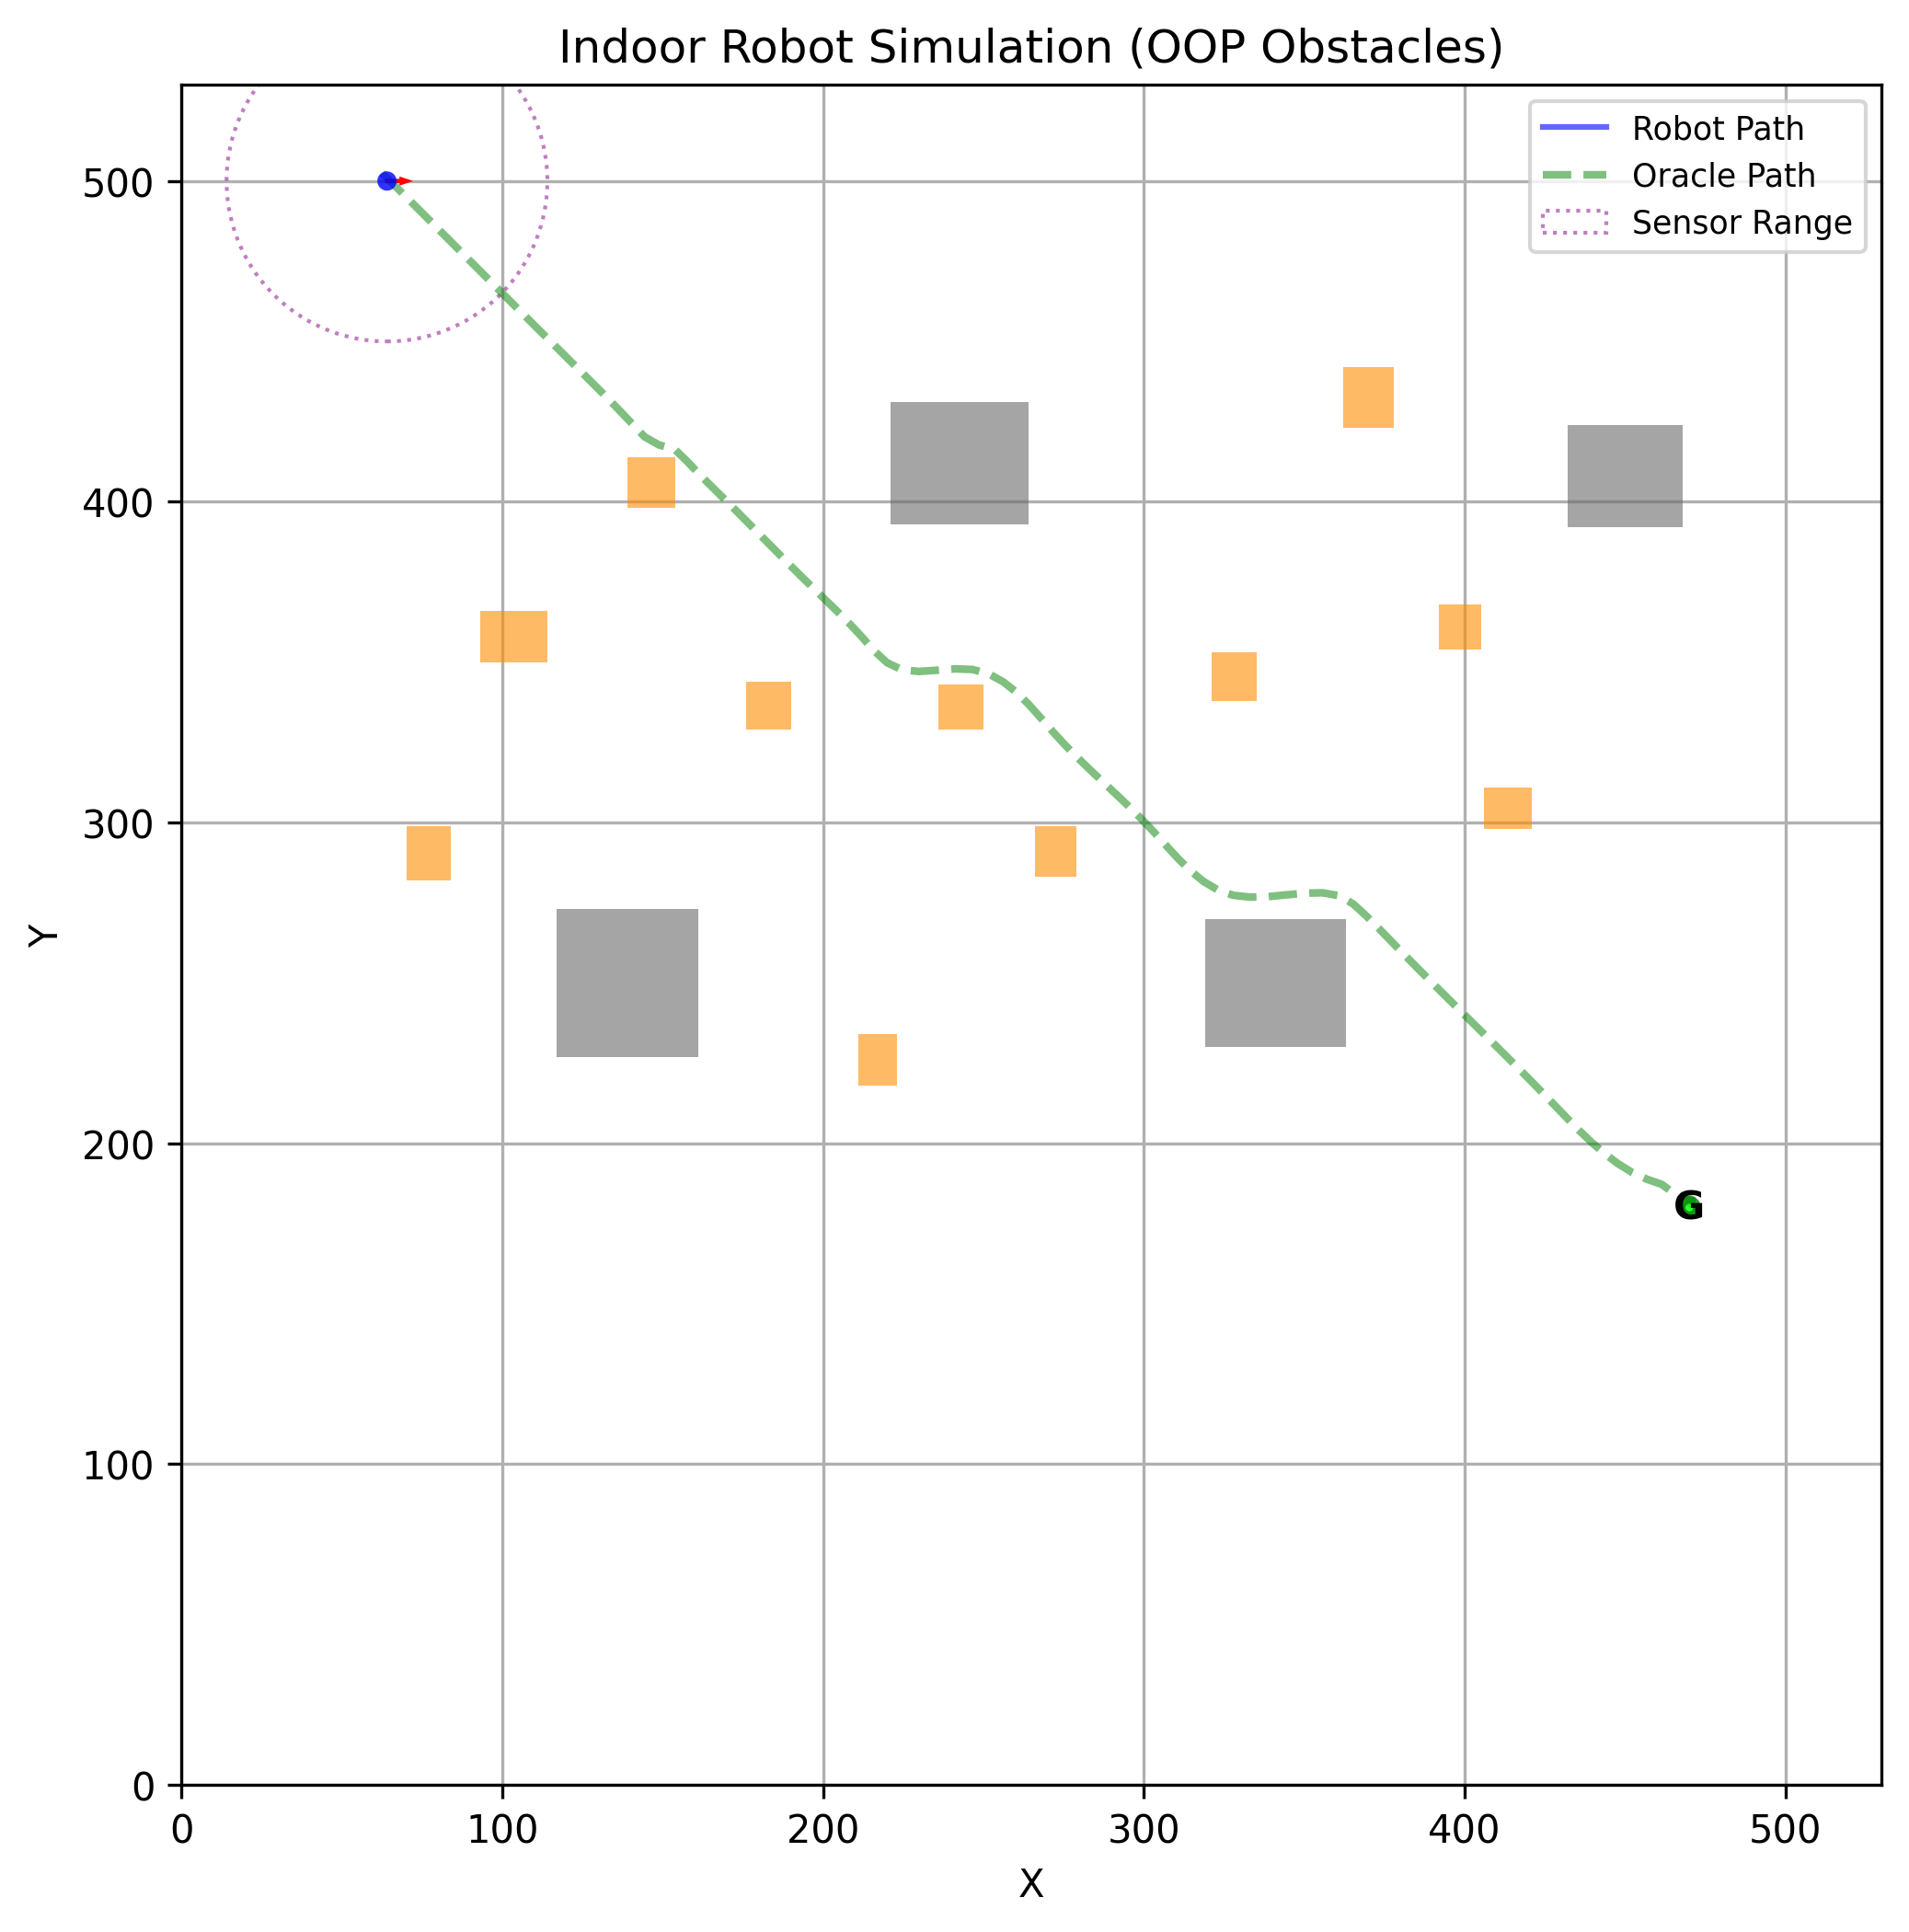 Indoor Robot Simulation (OOP Obstacles)
Robot Path
Oracle Path
Sensor Range
500
400
300
200
100
0
Y
G
0 100 200 300 400 500
X